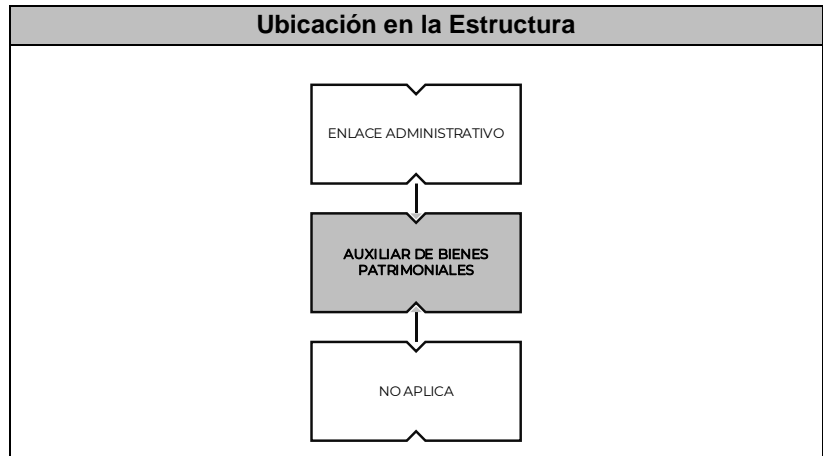 Ubicación en la Estructura
ENLACE ADMINISTRATIVO
AUXILIAR DE BIENES
PATRIMONIALES
NO APLICA